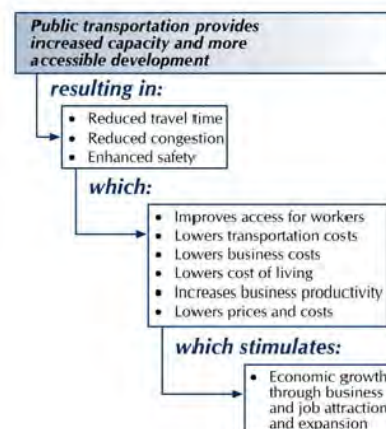 Public transportation provides
increased capacity and more
accessible development
resulting in:
• Reduced travel time
• Reduced congestion
• Enhanced safety
which:
• Improves access for workers
• Lowers transportation costs
• Lowers business costs
• Lowers cost of living
• Increases business productivity
• Lowers prices and costs
which stimulates:
• Economic growth
through business
and job attraction
and expansion